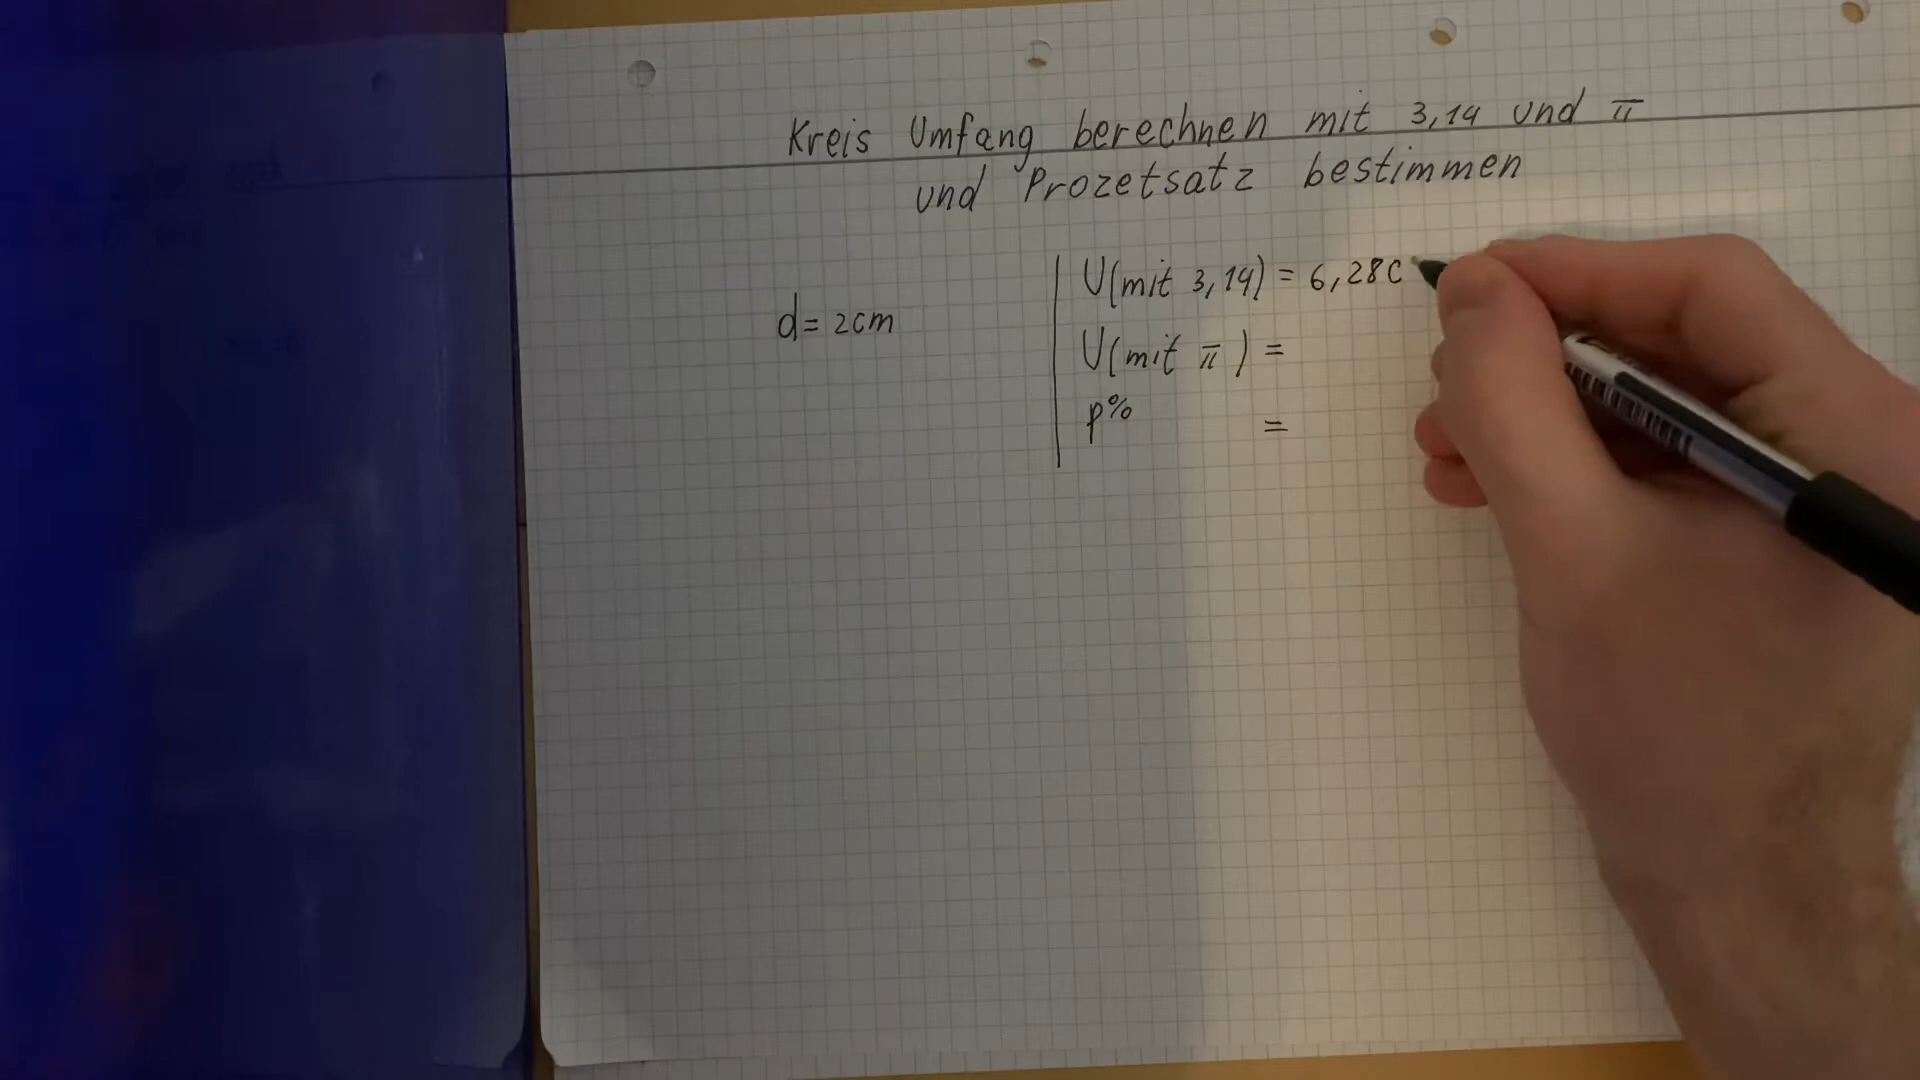 Kreis Umfang berechnen mit 3,14 und π
und Prozetsatz bestimmen
d= 2cm
U(mit 3,14) = 6,28c
U(mit π) =
p% =